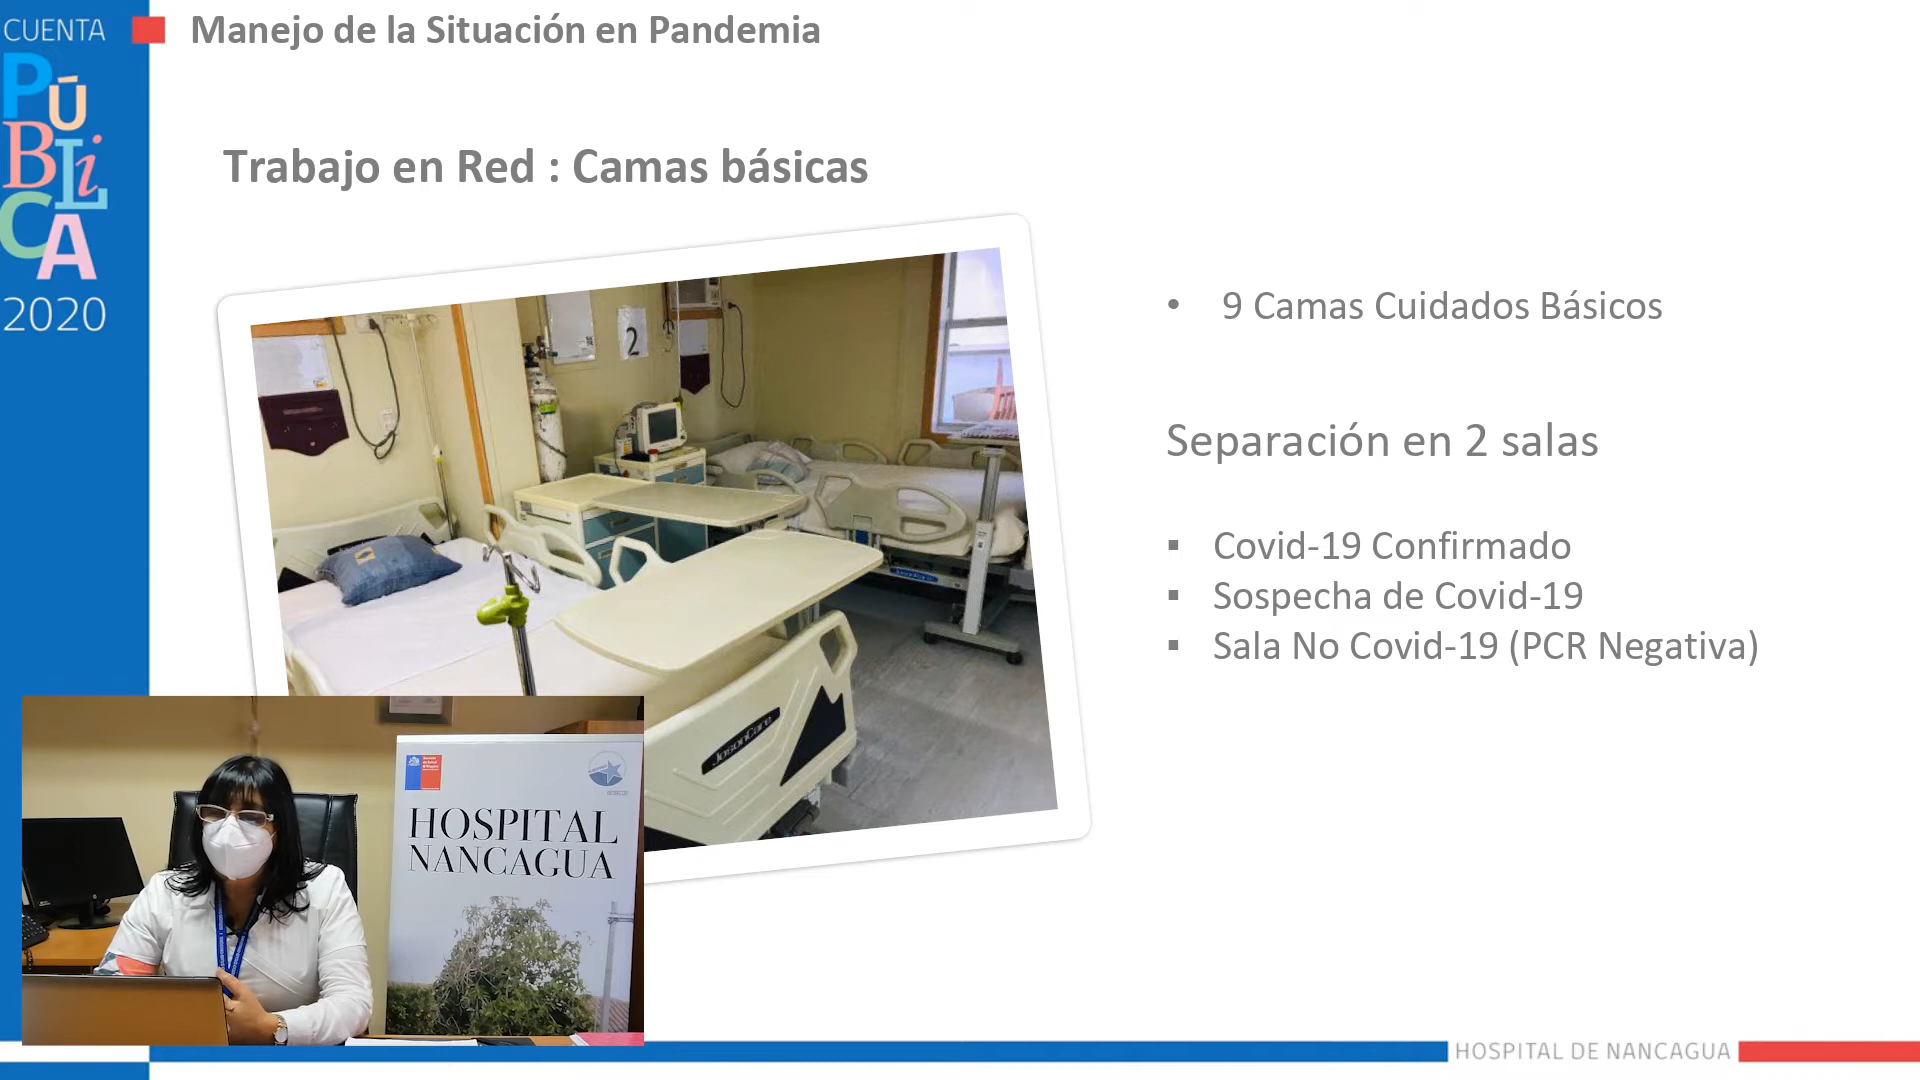 CUENTA
PÚBLiCA
2020
Manejo de la Situación en Pandemia
Trabajo en Red : Camas básicas
2
JosonCare
• 9 Camas Cuidados Básicos
Separación en 2 salas
▪ Covid-19 Confirmado
▪ Sospecha de Covid-19
▪ Sala No Covid-19 (PCR Negativa)
HOSPITAL
NANCAGUA
HOSPITAL DE NANCAGUA